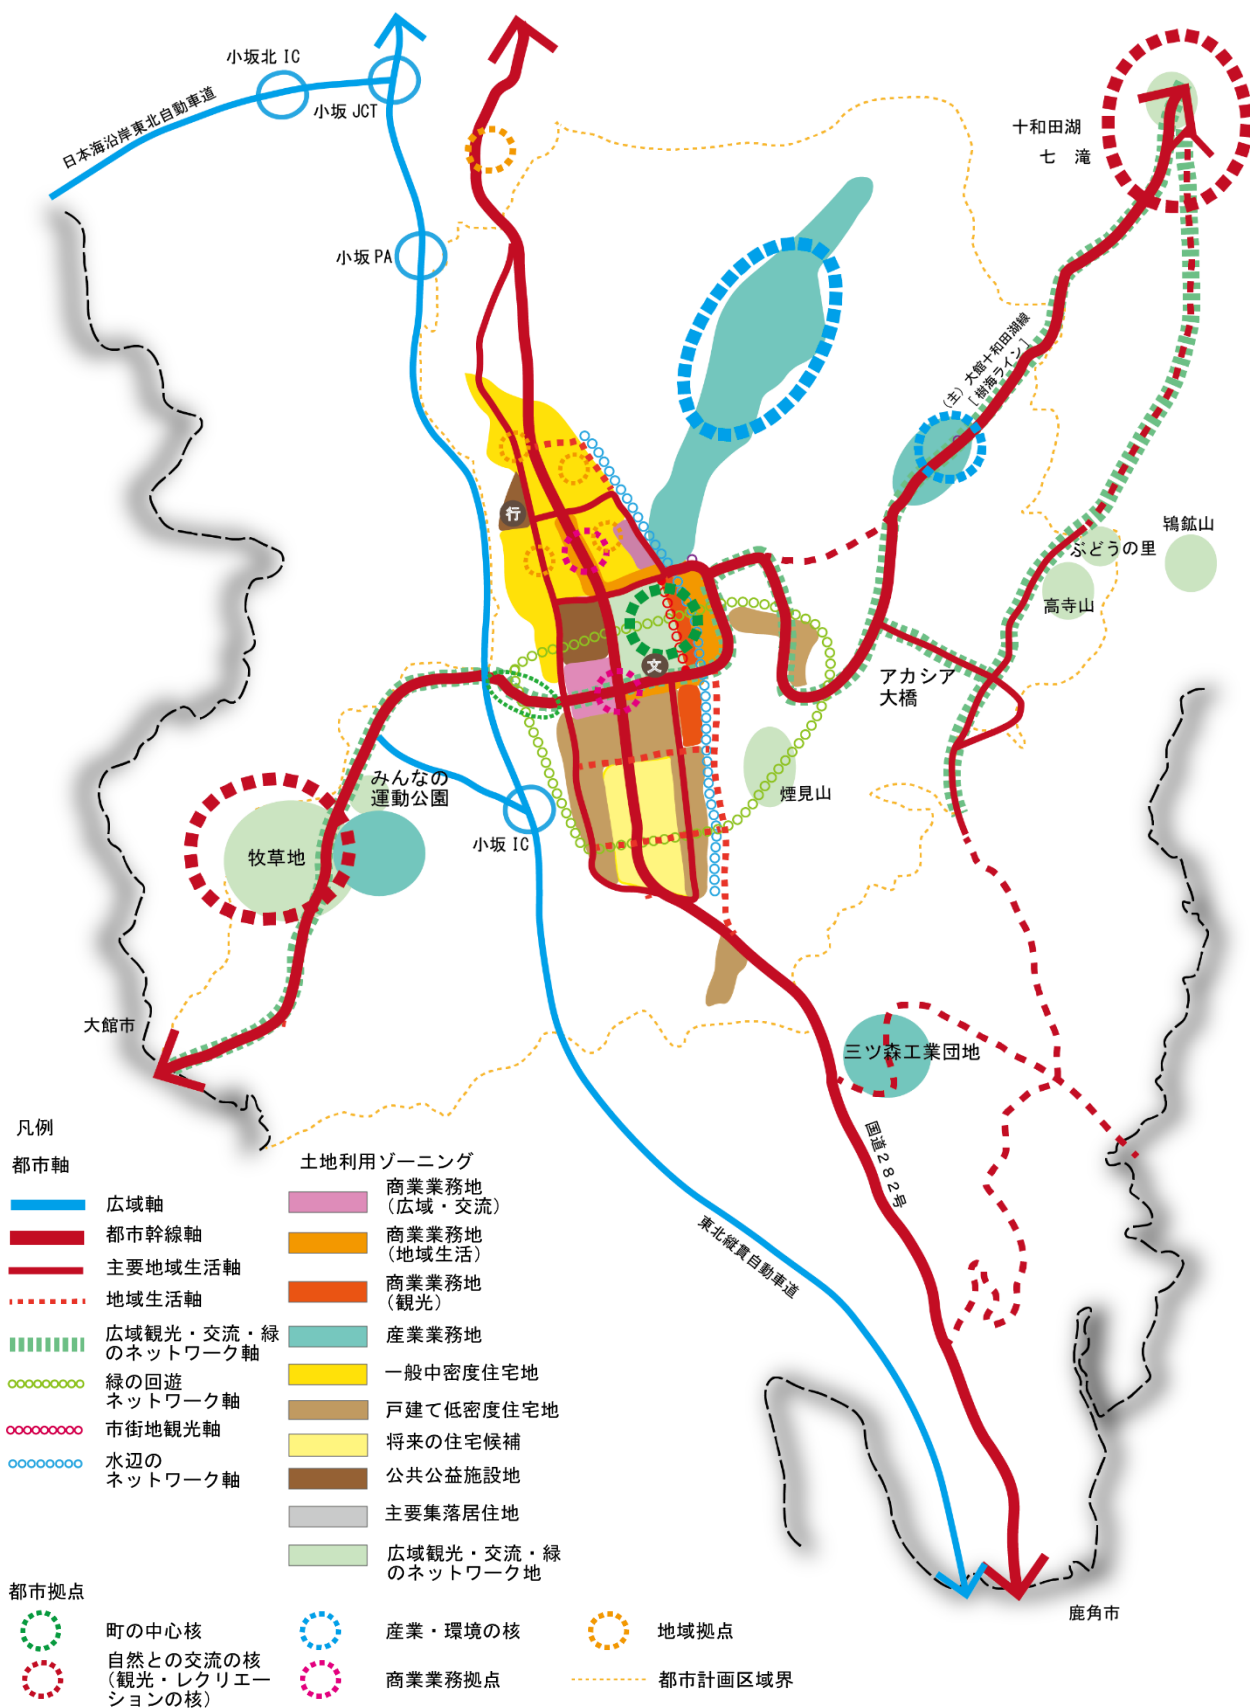 小坂北 IC
小坂 JCT
日本海沿岸東北自動車道
十和田湖
七　滝
小坂 PA
（主）大館十和田湖線
［樹海ライン］
行
鴇鉱山
ぶどうの里
高寺山
文
アカシア
大橋
みんなの
運動公園
煙見山
小坂 IC
牧草地
大館市
三ツ森工業団地
国道２８２号
東北縦貫自動車道
鹿角市
凡例
都市軸
広域軸
都市幹線軸
主要地域生活軸
地域生活軸
広域観光・交流・緑
のネットワーク軸
緑の回遊
ネットワーク軸
市街地観光軸
水辺の
ネットワーク軸
土地利用ゾーニング
商業業務地
（広域・交流）
商業業務地
（地域生活）
商業業務地
（観光）
産業業務地
一般中密度住宅地
戸建て低密度住宅地
将来の住宅候補
公共公益施設地
主要集落居住地
広域観光・交流・緑
のネットワーク地
都市拠点
町の中心核
自然との交流の核
（観光・レクリエー
ションの核）
産業・環境の核
商業業務拠点
地域拠点
都市計画区域界